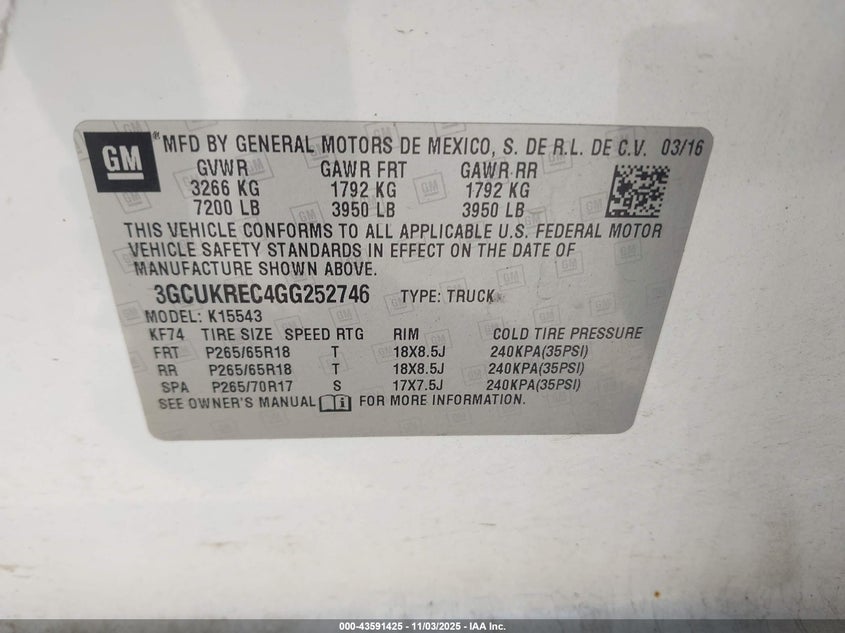 GM ® MFD BY GENERAL MOTORS DE MEXICO, S. DE R.L. DE C.V. 03/16
GVWR GAWR FRT GAWR RR
3266 KG 1792 KG 1792 KG
7200 LB 3950 LB 3950 LB
THIS VEHICLE CONFORMS TO ALL APPLICABLE U.S. FEDERAL MOTOR
VEHICLE SAFETY STANDARDS IN EFFECT ON THE DATE OF
MANUFACTURE SHOWN ABOVE.
3GCUKREC4GG252746 TYPE: TRUCK
MODEL: K15543
KF74 TIRE SIZE SPEED RTG RIM COLD TIRE PRESSURE
FRT P265/65R18 T 18X8.5J 240KPA(35PSI)
RR P265/65R18 T 18X8.5J 240KPA(35PSI)
SPA P265/70R17 S 17X7.5J 240KPA(35PSI)
SEE OWNER'S MANUAL i FOR MORE INFORMATION.
000-43591425 - 11/03/2025 - IAA Inc.